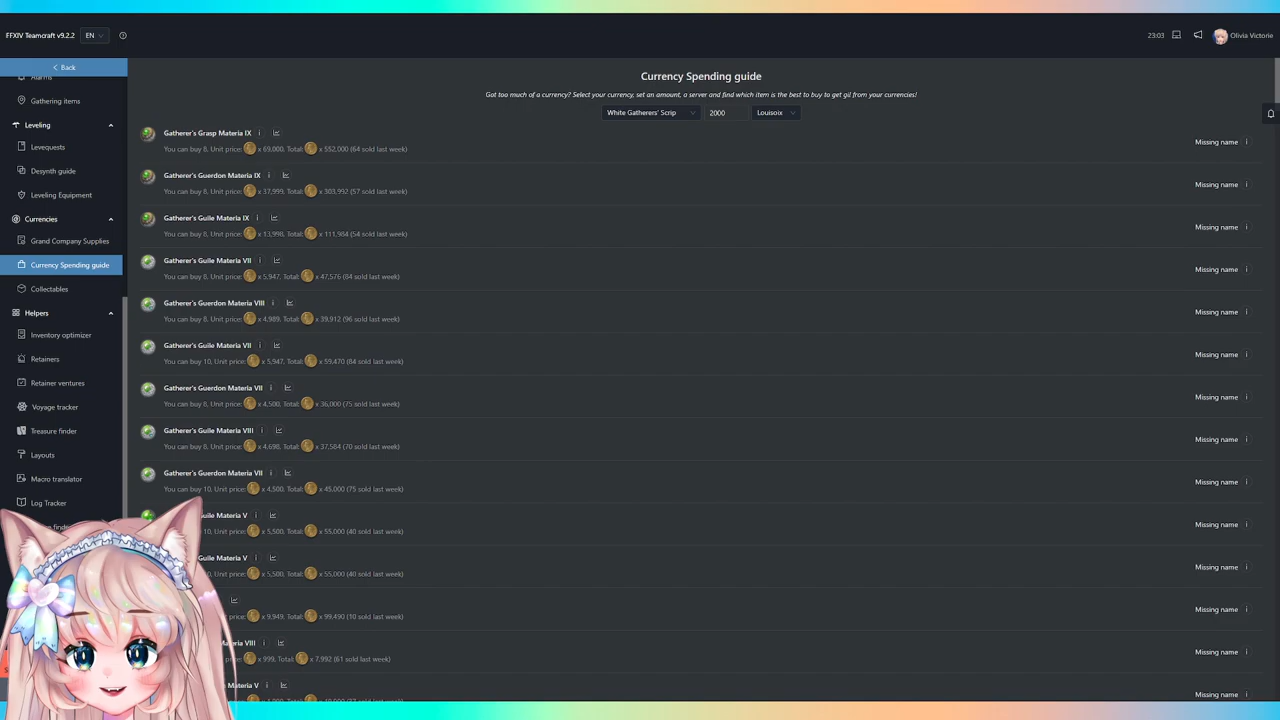 FFXIV Teamcraft v9.2.2 EN 23:03 Olivia Victorie
Back
Alarms
Gathering items
Leveling
Levequests
Desynth guide
Leveling Equipment
Currencies
Grand Company Supplies
Currency Spending guide
Collectables
Helpers
Inventory optimizer
Retainers
Retainer ventures
Voyage tracker
Treasure finder
Layouts
Macro translator
Log Tracker
Currency Spending guide
Got too much of a currency? Select your currency, set an amount, a server and find which item is the best to buy to get gil from your currencies!
White Gatherers' Scrip 2000 Louisoix
Gatherer's Grasp Materia IX
You can buy 8, Unit price: x 69,000, Total: x 552,000 (64 sold last week)
Missing name
Gatherer's Guerdon Materia IX
You can buy 8, Unit price: x 37,999, Total: x 303,992 (57 sold last week)
Missing name
Gatherer's Guile Materia IX
You can buy 8, Unit price: x 13,998, Total: x 111,984 (54 sold last week)
Missing name
Gatherer's Guile Materia VII
You can buy 8, Unit price: x 5,947, Total: x 47,576 (84 sold last week)
Missing name
Gatherer's Guerdon Materia VIII
You can buy 8, Unit price: x 4,989, Total: x 39,912 (96 sold last week)
Missing name
Gatherer's Guile Materia VII
You can buy 10, Unit price: x 5,947, Total: x 59,470 (84 sold last week)
Missing name
Gatherer's Guerdon Materia VII
You can buy 8, Unit price: x 4,500, Total: x 36,000 (75 sold last week)
Missing name
Gatherer's Guile Materia VIII
You can buy 8, Unit price: x 4,698, Total: x 37,584 (70 sold last week)
Missing name
Gatherer's Guerdon Materia VII
You can buy 10, Unit price: x 4,500, Total: x 45,000 (75 sold last week)
Missing name
Guile Materia V
10, Unit price: x 5,500, Total: x 55,000 (40 sold last week)
Missing name
Guile Materia V
Unit price: x 5,500, Total: x 55,000 (40 sold last week)
Missing name
price: x 9,949, Total: x 99,490 (10 sold last week)
Missing name
Materia VIII
price: x 999, Total: x 7,992 (61 sold last week)
Missing name
Materia V
Missing name